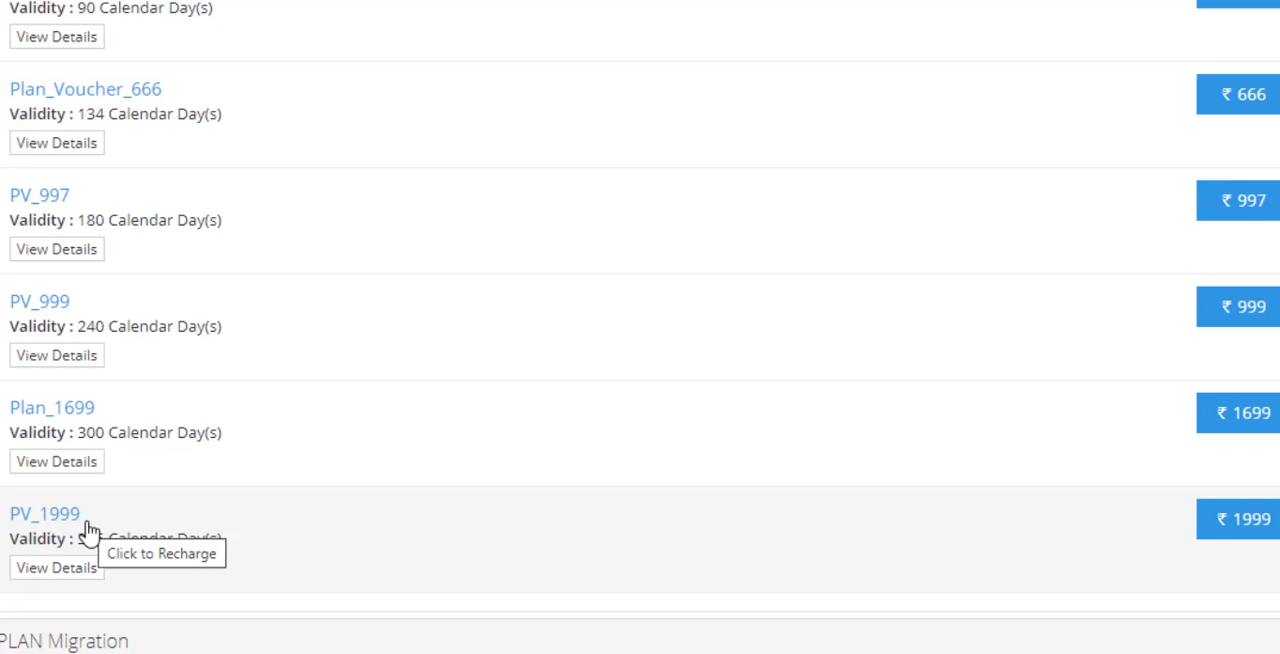 Validity : 90 Calendar Day(s)
View Details
Plan_Voucher_666
₹ 666
Validity : 134 Calendar Day(s)
View Details
PV_997
₹ 997
Validity : 180 Calendar Day(s)
View Details
PV_999
₹ 999
Validity : 240 Calendar Day(s)
View Details
Plan_1699
₹ 1699
Validity : 300 Calendar Day(s)
View Details
PV_1999
₹ 1999
Validity : Calendar Day(s)
Click to Recharge
View Details
PLAN Migration